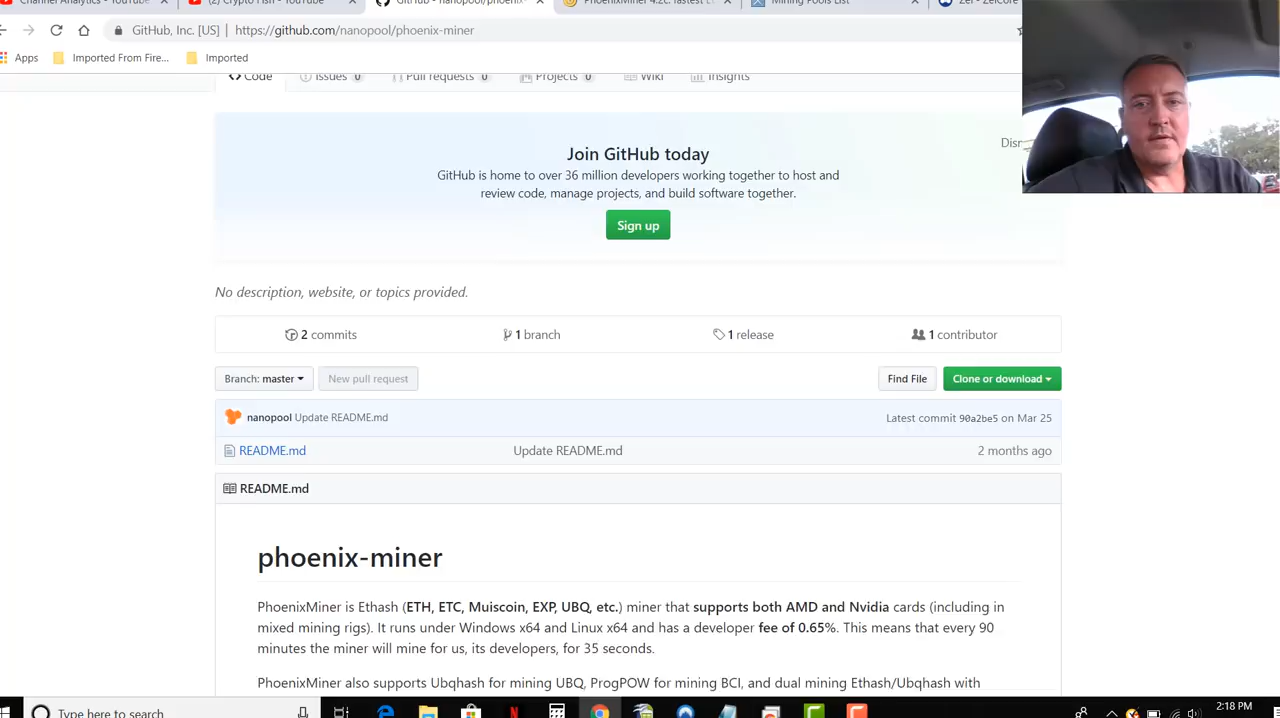 Channel Analytics - YouTube
(2) Crypto Fish - YouTube
GitHub - nanopool/phoenix-
PhoenixMiner 4.2c: fastest
Mining Pools List
Zel - ZelCore
GitHub, Inc. [US] | https://github.com/nanopool/phoenix-miner
Apps Imported From Fire... Imported
Code Issues 0 Pull requests 0 Projects 0 Wiki Insights
Join GitHub today
GitHub is home to over 36 million developers working together to host and
review code, manage projects, and build software together.
Sign up
No description, website, or topics provided.
2 commits 1 branch 1 release 1 contributor
Branch: master New pull request Find File Clone or download
nanopool Update README.md Latest commit 90a2be5 on Mar 25
README.md Update README.md 2 months ago
README.md
phoenix-miner
PhoenixMiner is Ethash (ETH, ETC, Muiscoin, EXP, UBQ, etc.) miner that supports both AMD and Nvidia cards (including in
mixed mining rigs). It runs under Windows x64 and Linux x64 and has a developer fee of 0.65%. This means that every 90
minutes the miner will mine for us, its developers, for 35 seconds.
PhoenixMiner also supports Ubqhash for mining UBQ, ProgPOW for mining BCI, and dual mining Ethash/Ubqhash with
Type here to search
2:18 PM